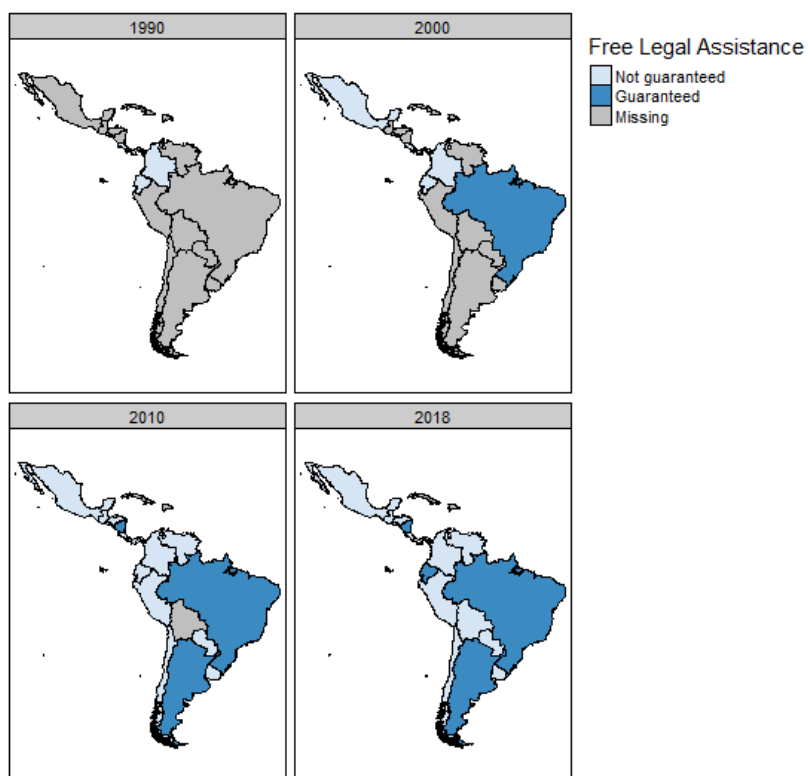 1990
2000
Free Legal Assistance
Not guaranteed
Guaranteed
Missing
2010
2018